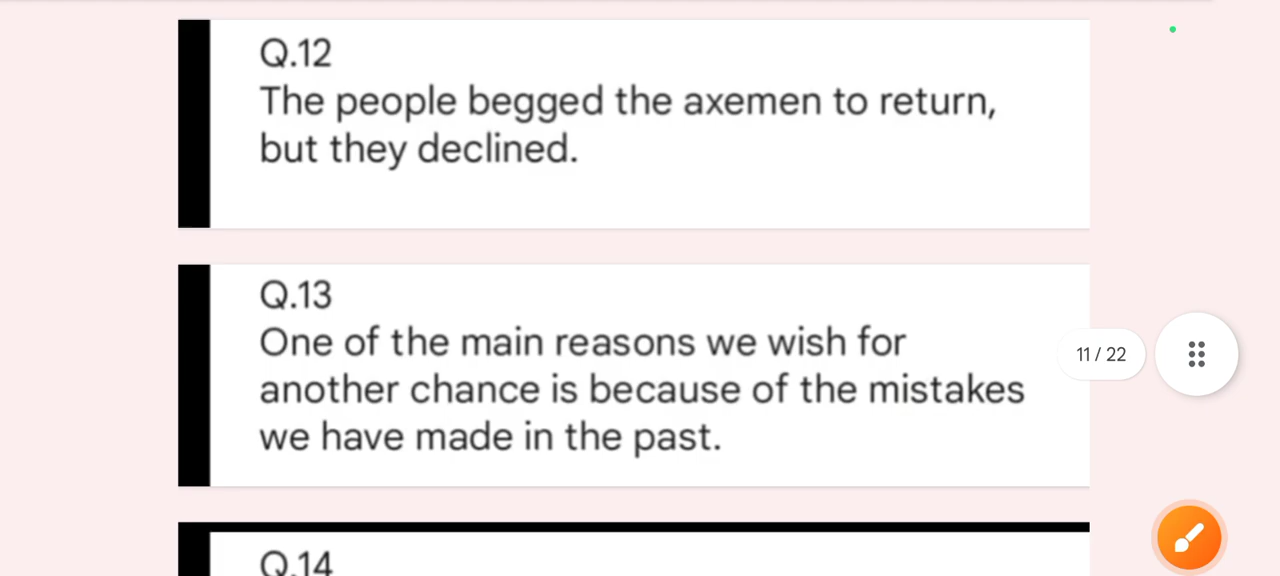 Q.12
The people begged the axemen to return,
but they declined.
Q.13
One of the main reasons we wish for
another chance is because of the mistakes
we have made in the past.
11 / 22
Q.14